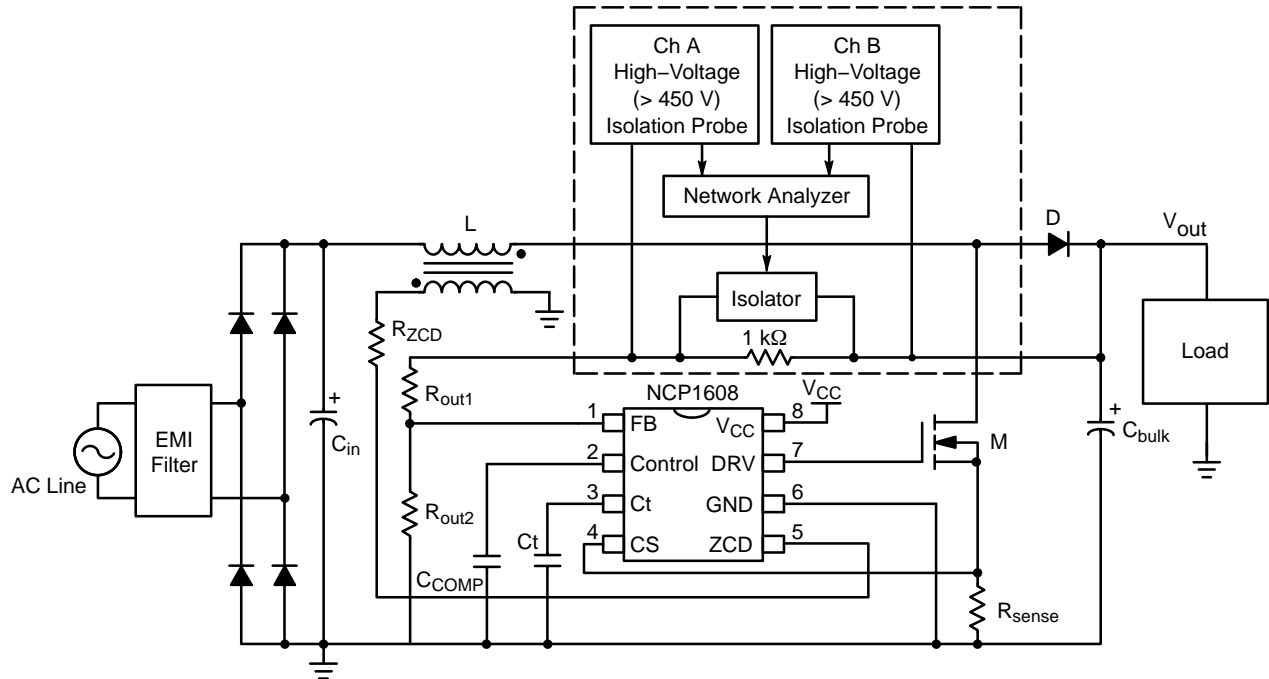 Ch A
High−Voltage
(> 450 V)
Isolation Probe
Ch B
High−Voltage
(> 450 V)
Isolation Probe
Network Analyzer
Isolator
1 kΩ
L
D
Vout
Load
RZCD
Rout1
Rout2
AC Line
EMI
Filter
+
Cin
NCP1608
VCC
1
FB
2
Control
3
Ct
4
CS
8
VCC
7
DRV
6
GND
5
ZCD
M
+
Cbulk
Ct
CCOMP
Rsense